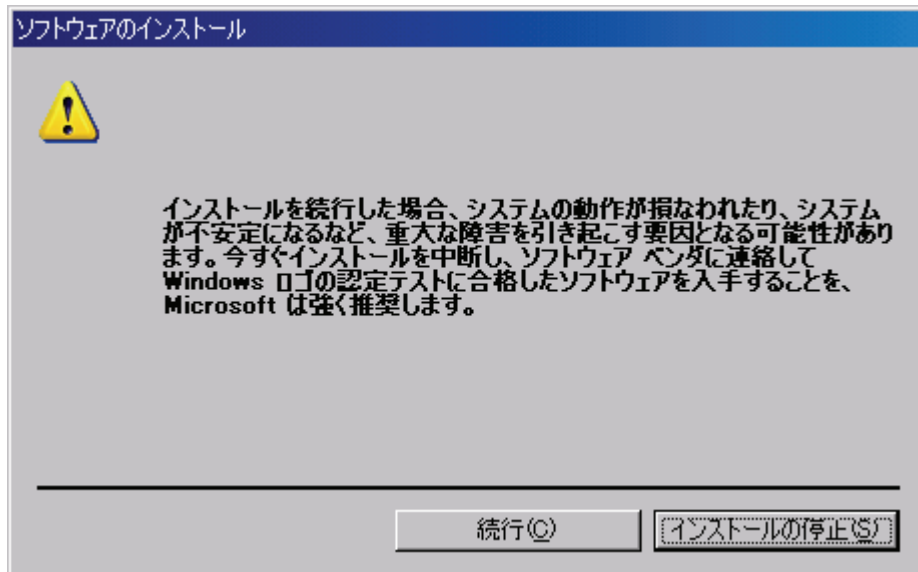 ソフトウェアのインストール
インストールを続行した場合、システムの動作が損なわれたり、システム
が不安定になるなど、重大な障害を引き起こす要因となる可能性があり
ます。今すぐインストールを中断し、ソフトウェア ベンダに連絡して
Windows ロゴの認定テストに合格したソフトウェアを入手することを、
Microsoft は強く推奨します。
続行(C)
インストールの停止(S)